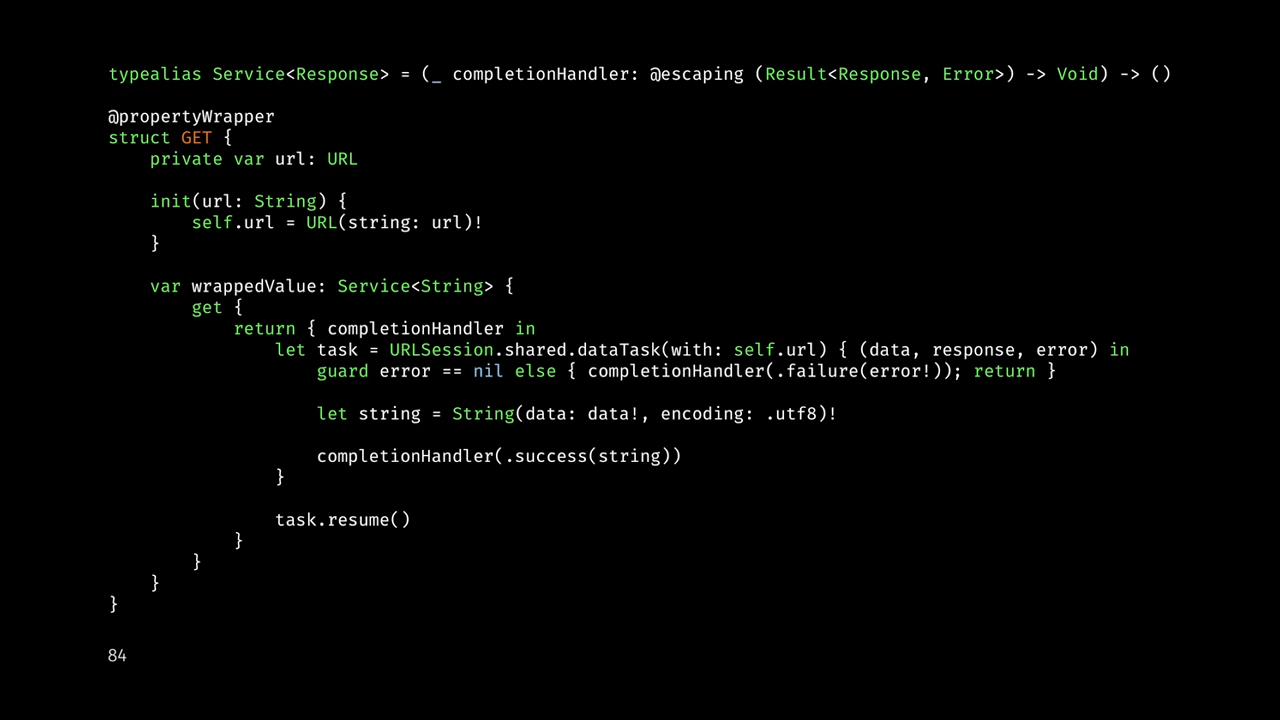 typealias Service<Response> = (_ completionHandler: @escaping (Result<Response, Error>) -> Void) -> ()
@propertyWrapper
struct GET {
    private var url: URL
    init(url: String) {
        self.url = URL(string: url)!
    }
    var wrappedValue: Service<String> {
        get {
            return { completionHandler in
                let task = URLSession.shared.dataTask(with: self.url) { (data, response, error) in
                    guard error == nil else { completionHandler(.failure(error!)); return }
                    let string = String(data: data!, encoding: .utf8)!
                    completionHandler(.success(string))
                }
                task.resume()
            }
        }
    }
}
84